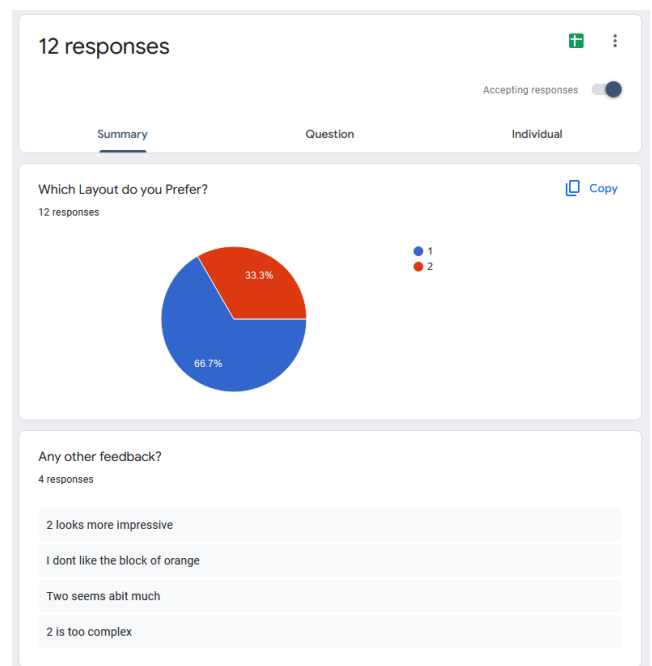 12 responses
Accepting responses
Summary Question Individual
Which Layout do you Prefer?
Copy
12 responses
1
2
33.3%
66.7%
Any other feedback?
4 responses
2 looks more impressive
I dont like the block of orange
Two seems abit much
2 is too complex